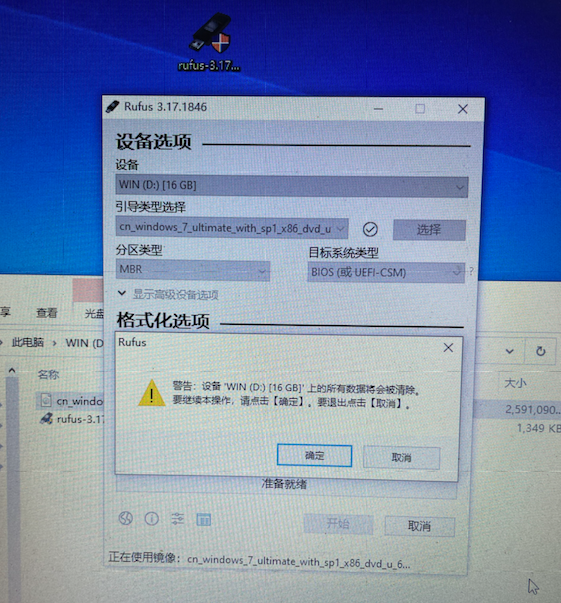 rufus-3.17...
Rufus 3.17.1846
设备选项
设备
WIN (D:) [16 GB]
引导类型选择
cn_windows_7_ultimate_with_sp1_x86_dvd_u
选择
分区类型
目标系统类型
MBR
BIOS (或 UEFI-CSM)
?
显示高级设备选项
格式化选项
享
查看
光盘
此电脑
WIN (D
名称
大小
cn_windo
2,591,090...
rufus-3.17
1,349 KB
Rufus
警告：设备 'WIN (D:) [16 GB]' 上的所有数据将会被清除。
要继续本操作，请点击【确定】。要退出点击【取消】。
确定
取消
准备就绪
开始
取消
正在使用镜像：cn_windows_7_ultimate_with_sp1_x86_dvd_u_6...